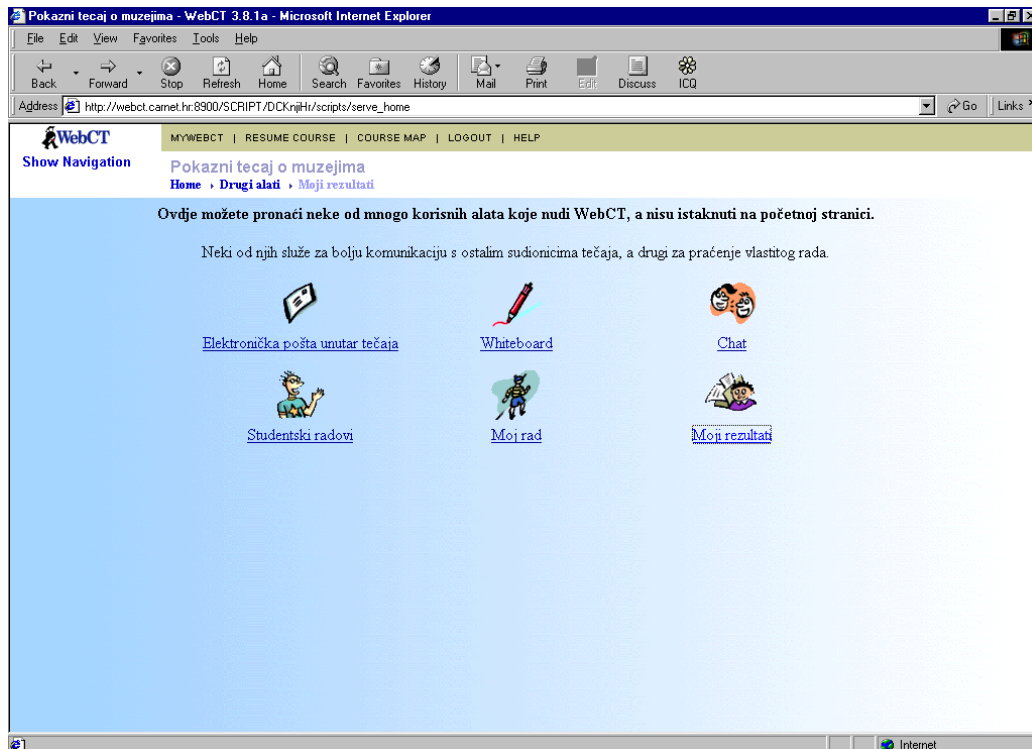 Pokazni tecaj o muzejima - WebCT 3.8.1a - Microsoft Internet Explorer
File Edit View Favorites Tools Help
Back Forward Stop Refresh Home Search Favorites History Mail Print Edit Discuss ICQ
Address http://webct.carnet.hr:8900/SCRIPT/DCKnjiHr/scripts/serve_home Go Links
WebCT MYWEBCT | RESUME COURSE | COURSE MAP | LOGOUT | HELP
Show Navigation Pokazni tecaj o muzejima
Home › Drugi alati › Moji rezultati
Ovdje možete pronaći neke od mnogo korisnih alata koje nudi WebCT, a nisu istaknuti na početnoj stranici.
Neki od njih služe za bolju komunikaciju s ostalim sudionicima tečaja, a drugi za praćenje vlastitog rada.
Elektronička pošta unutar tečaja Whiteboard Chat
Studentski radovi Moj rad Moji rezultati
Internet